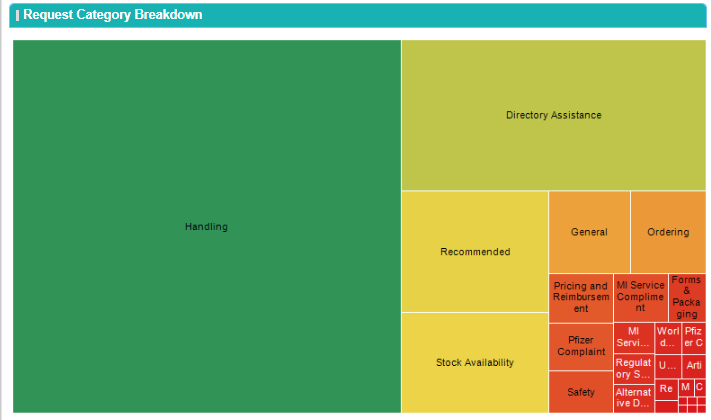 Request Category Breakdown
Handling
Directory Assistance
Recommended
Stock Availability
General
Ordering
Pricing and
Reimbursem
ent
MI Service
Complime
nt
Forms
&
Packa
ging
Pfizer
Complaint
Safety
MI
Servi...
Worl
d...
Pfiz
er C
Regulat
ory S...
U...
Arti
Alternat
ive D...
Re
M
C